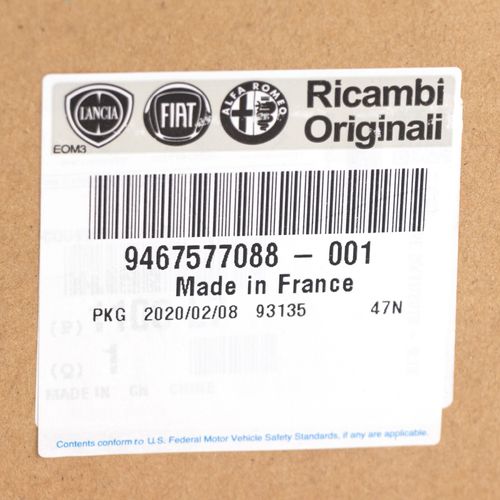 LANCIA
FIAT
ALFA ROMEO
Ricambi
Originali
EOM3
9467577088 - 001
Made in France
PKG 2020/02/08 93135 47N
(P)
(Q)
MADE IN
Contents conform to U.S. Federal Motor Vehicle Safety Standards, if any are applicable.